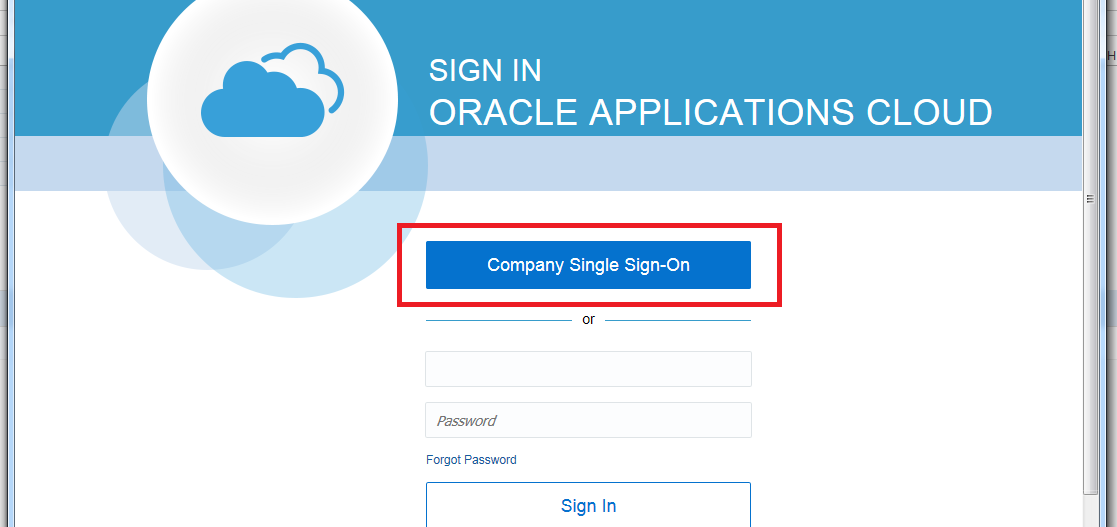 SIGN IN
ORACLE APPLICATIONS CLOUD
H
Company Single Sign-On
or
Password
Forgot Password
Sign In